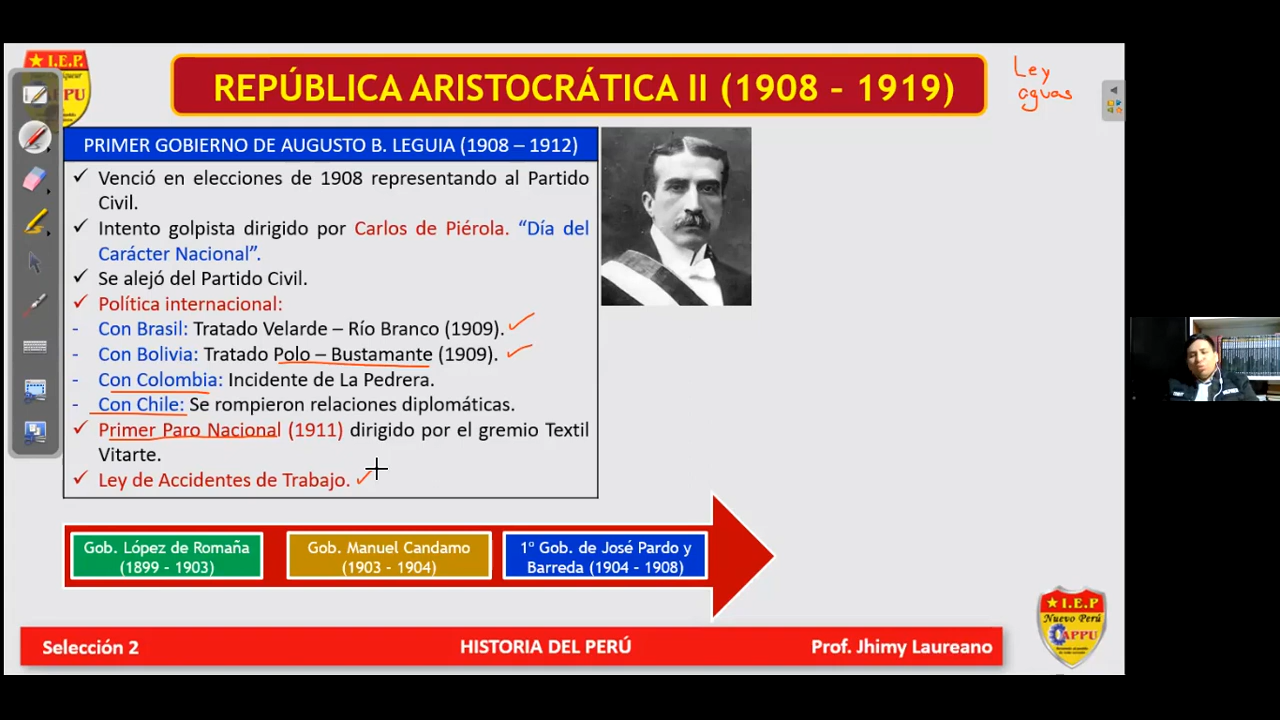 ★ I.E.P.
REPÚBLICA ARISTOCRÁTICA II (1908 - 1919)
Ley
aguas
PRIMER GOBIERNO DE AUGUSTO B. LEGUIA (1908 – 1912)
✓ Venció en elecciones de 1908 representando al Partido
Civil.
✓ Intento golpista dirigido por Carlos de Piérola. “Día del
Carácter Nacional”.
✓ Se alejó del Partido Civil.
✓ Política internacional:
- Con Brasil: Tratado Velarde – Río Branco (1909).
- Con Bolivia: Tratado Polo – Bustamante (1909).
- Con Colombia: Incidente de La Pedrera.
- Con Chile: Se rompieron relaciones diplomáticas.
✓ Primer Paro Nacional (1911) dirigido por el gremio Textil
Vitarte.
✓ Ley de Accidentes de Trabajo.
Gob. López de Romaña
(1899 - 1903)
Gob. Manuel Candamo
(1903 - 1904)
1° Gob. de José Pardo y
Barreda (1904 - 1908)
★ I.E.P
Nuevo Perú
CAPPU
Selección 2
HISTORIA DEL PERÚ
Prof. Jhimy Laureano